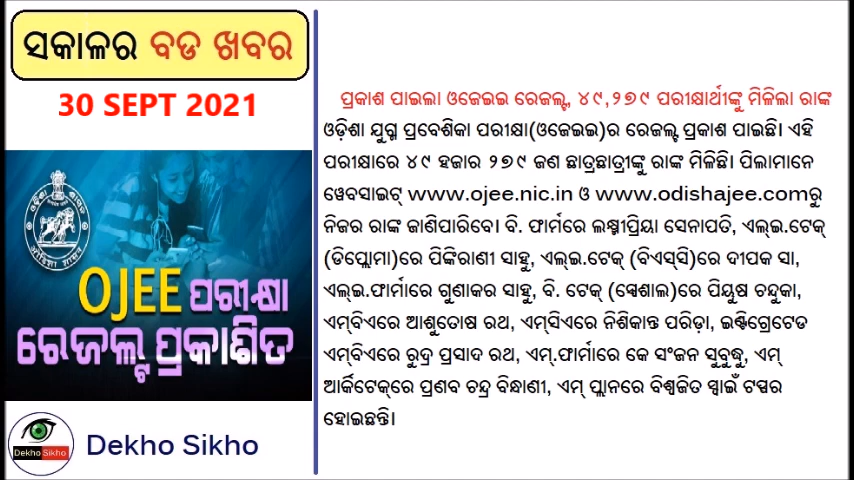 ସକାଳର ବଡ ଖବର
30 SEPT 2021
OJEE ପରୀକ୍ଷା
ରେଜଲ୍ଟ ପ୍ରକାଶିତ
Dekho Sikho
Dekho Sikho
ପ୍ରକାଶ ପାଇଲା ଓଜେଇଇ ରେଜଲ୍ଟ, ୪୯,୨୭୯ ପରୀକ୍ଷାର୍ଥୀଙ୍କୁ ମିଳିଲା ରାଙ୍କ
ଓଡ଼ିଶା ଯୁଗ୍ମ ପ୍ରବେଶିକା ପରୀକ୍ଷା(ଓଜେଇଇ)ର ରେଜଲ୍ଟ ପ୍ରକାଶ ପାଇଛି। ଏହି
ପରୀକ୍ଷାରେ ୪୯ ହଜାର ୨୭୯ ଜଣ ଛାତ୍ରଛାତ୍ରୀଙ୍କୁ ରାଙ୍କ ମିଳିଛି। ପିଲାମାନେ
ୱେବସାଇଟ୍ www.ojee.nic.in ଓ www.odishajee.comରୁ
ନିଜର ରାଙ୍କ ଜାଣିପାରିବେ। ବି. ଫାର୍ମରେ ଲକ୍ଷ୍ମୀପ୍ରିୟା ସେନାପତି, ଏଲ୍‌ଇ.ଟେକ୍
(ଡିପ୍ଲୋମା)ରେ ପିଙ୍କିରାଣୀ ସାହୁ, ଏଲ୍‌ଇ.ଟେକ୍ (ବିଏସ୍‌ସି)ରେ ଦୀପକ ସା,
ଏଲ୍‌ଇ.ଫାର୍ମାରେ ଗୁଣାକର ସାହୁ, ବି. ଟେକ୍ (ସ୍ପେଶାଲ)ରେ ପିୟୁଷ ଚନ୍ଦୁକା,
ଏମ୍‌ବିଏରେ ଆଶୁତୋଷ ରଥ, ଏମ୍‌ସିଏରେ ନିଶିକାନ୍ତ ପରିଡ଼ା, ଇଣ୍ଟିଗ୍ରେଟେଡ
ଏମ୍‌ବିଏରେ ରୁଦ୍ର ପ୍ରସାଦ ରଥ, ଏମ୍.ଫାର୍ମାରେ କେ ସଂଜନ ସୁବୁଦ୍ଧୁ, ଏମ୍
ଆର୍କିଟେକ୍‌ରେ ପ୍ରଣବ ଚନ୍ଦ୍ର ବିନ୍ଧାଣୀ, ଏମ୍ ପ୍ଲାନରେ ବିଶ୍ୱଜିତ ସ୍ୱାଇଁ ଟପ୍ପର
ହୋଇଛନ୍ତି।